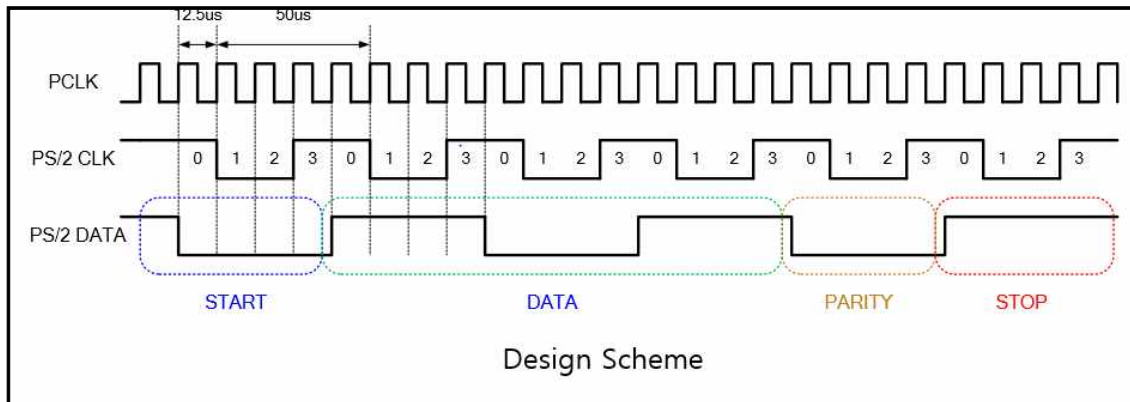 12.5us 50us
PCLK
PS/2 CLK 0 1 2 3 0 1 2 3 0 1 2 3 0 1 2 3 0 1 2 3 0 1 2 3
PS/2 DATA
START DATA PARITY STOP
Design Scheme